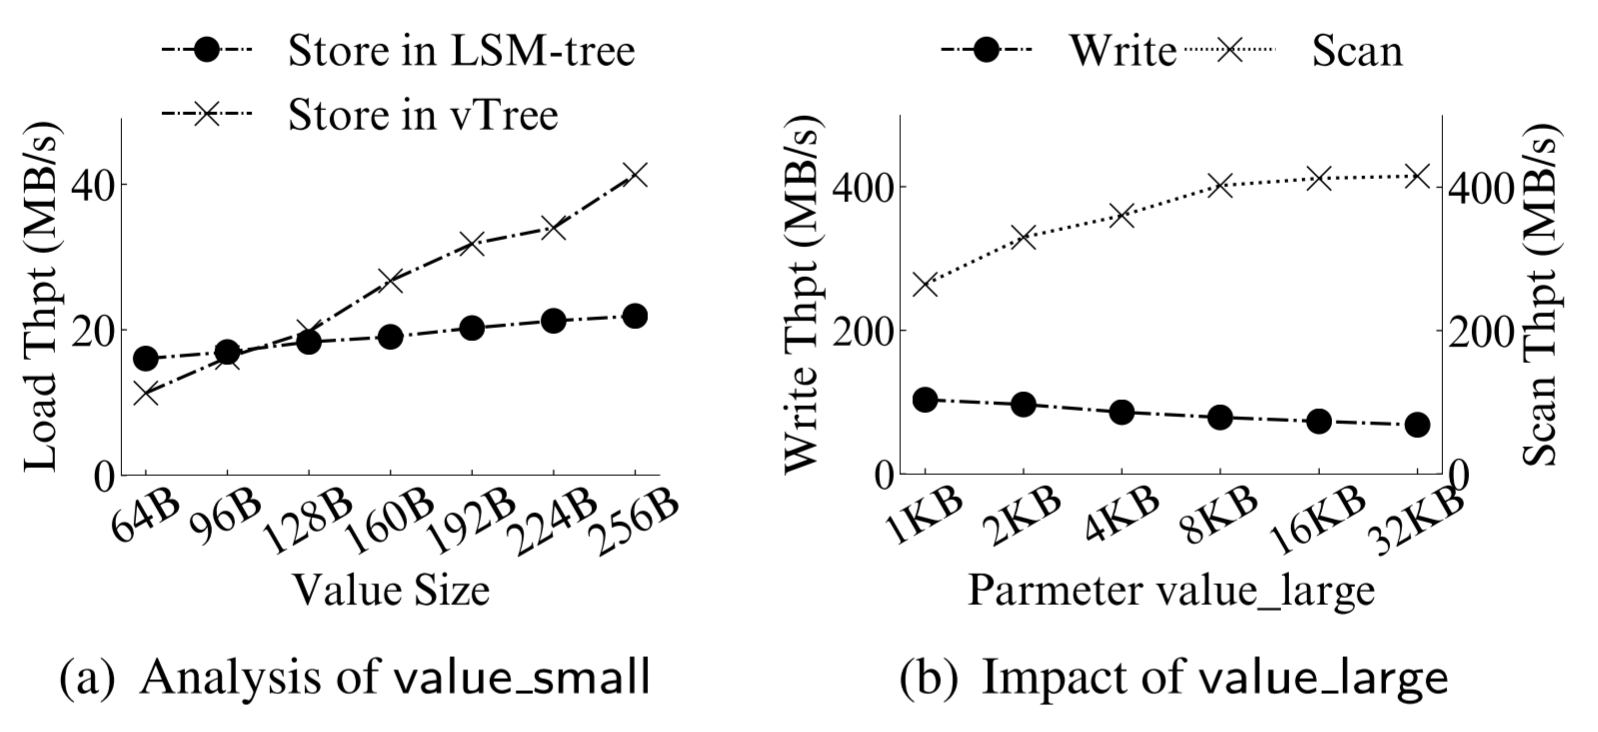 Store in LSM-tree
Store in vTree
Load Thpt (MB/s)
40
20
0
64B 96B 128B 160B 192B 224B 256B
Value Size
(a) Analysis of value_small
Write Scan
Write Thpt (MB/s)
400
200
0
400
200
0
Scan Thpt (MB/s)
1KB 2KB 4KB 8KB 16KB 32KB
Parmeter value_large
(b) Impact of value_large